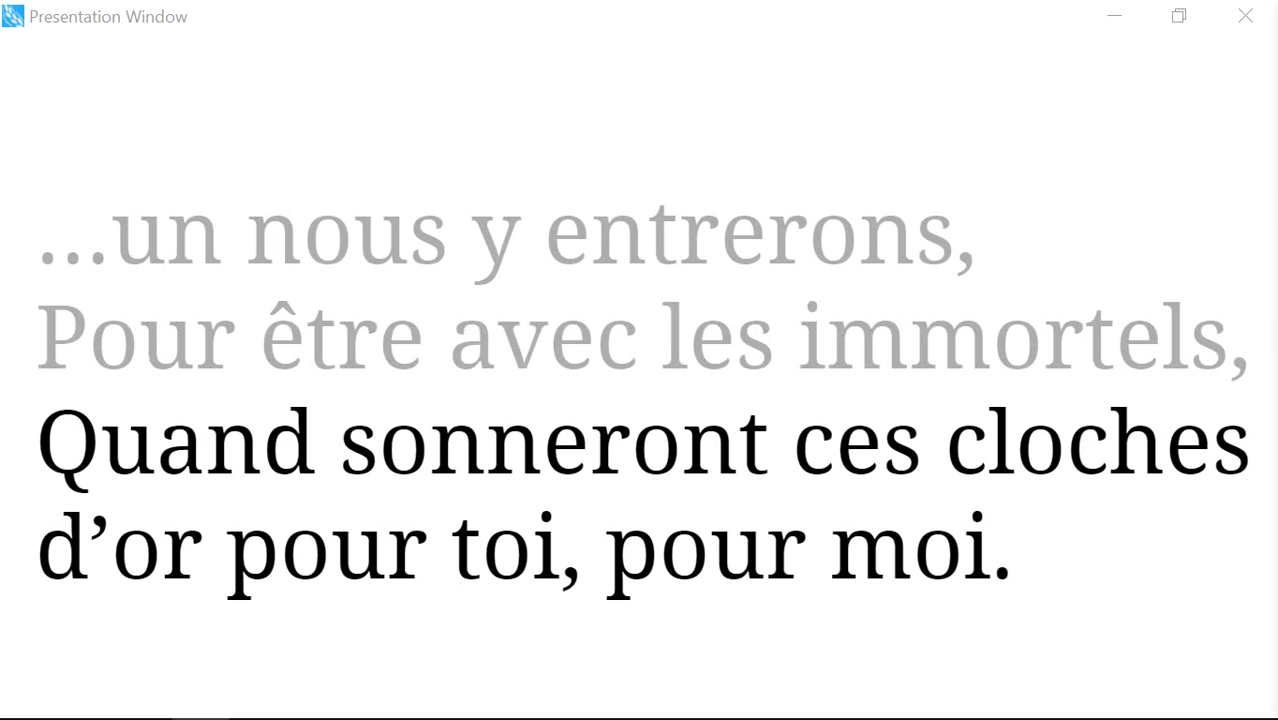 Presentation Window
…un nous y entrerons,
Pour être avec les immortels,
Quand sonneront ces cloches
d’or pour toi, pour moi.